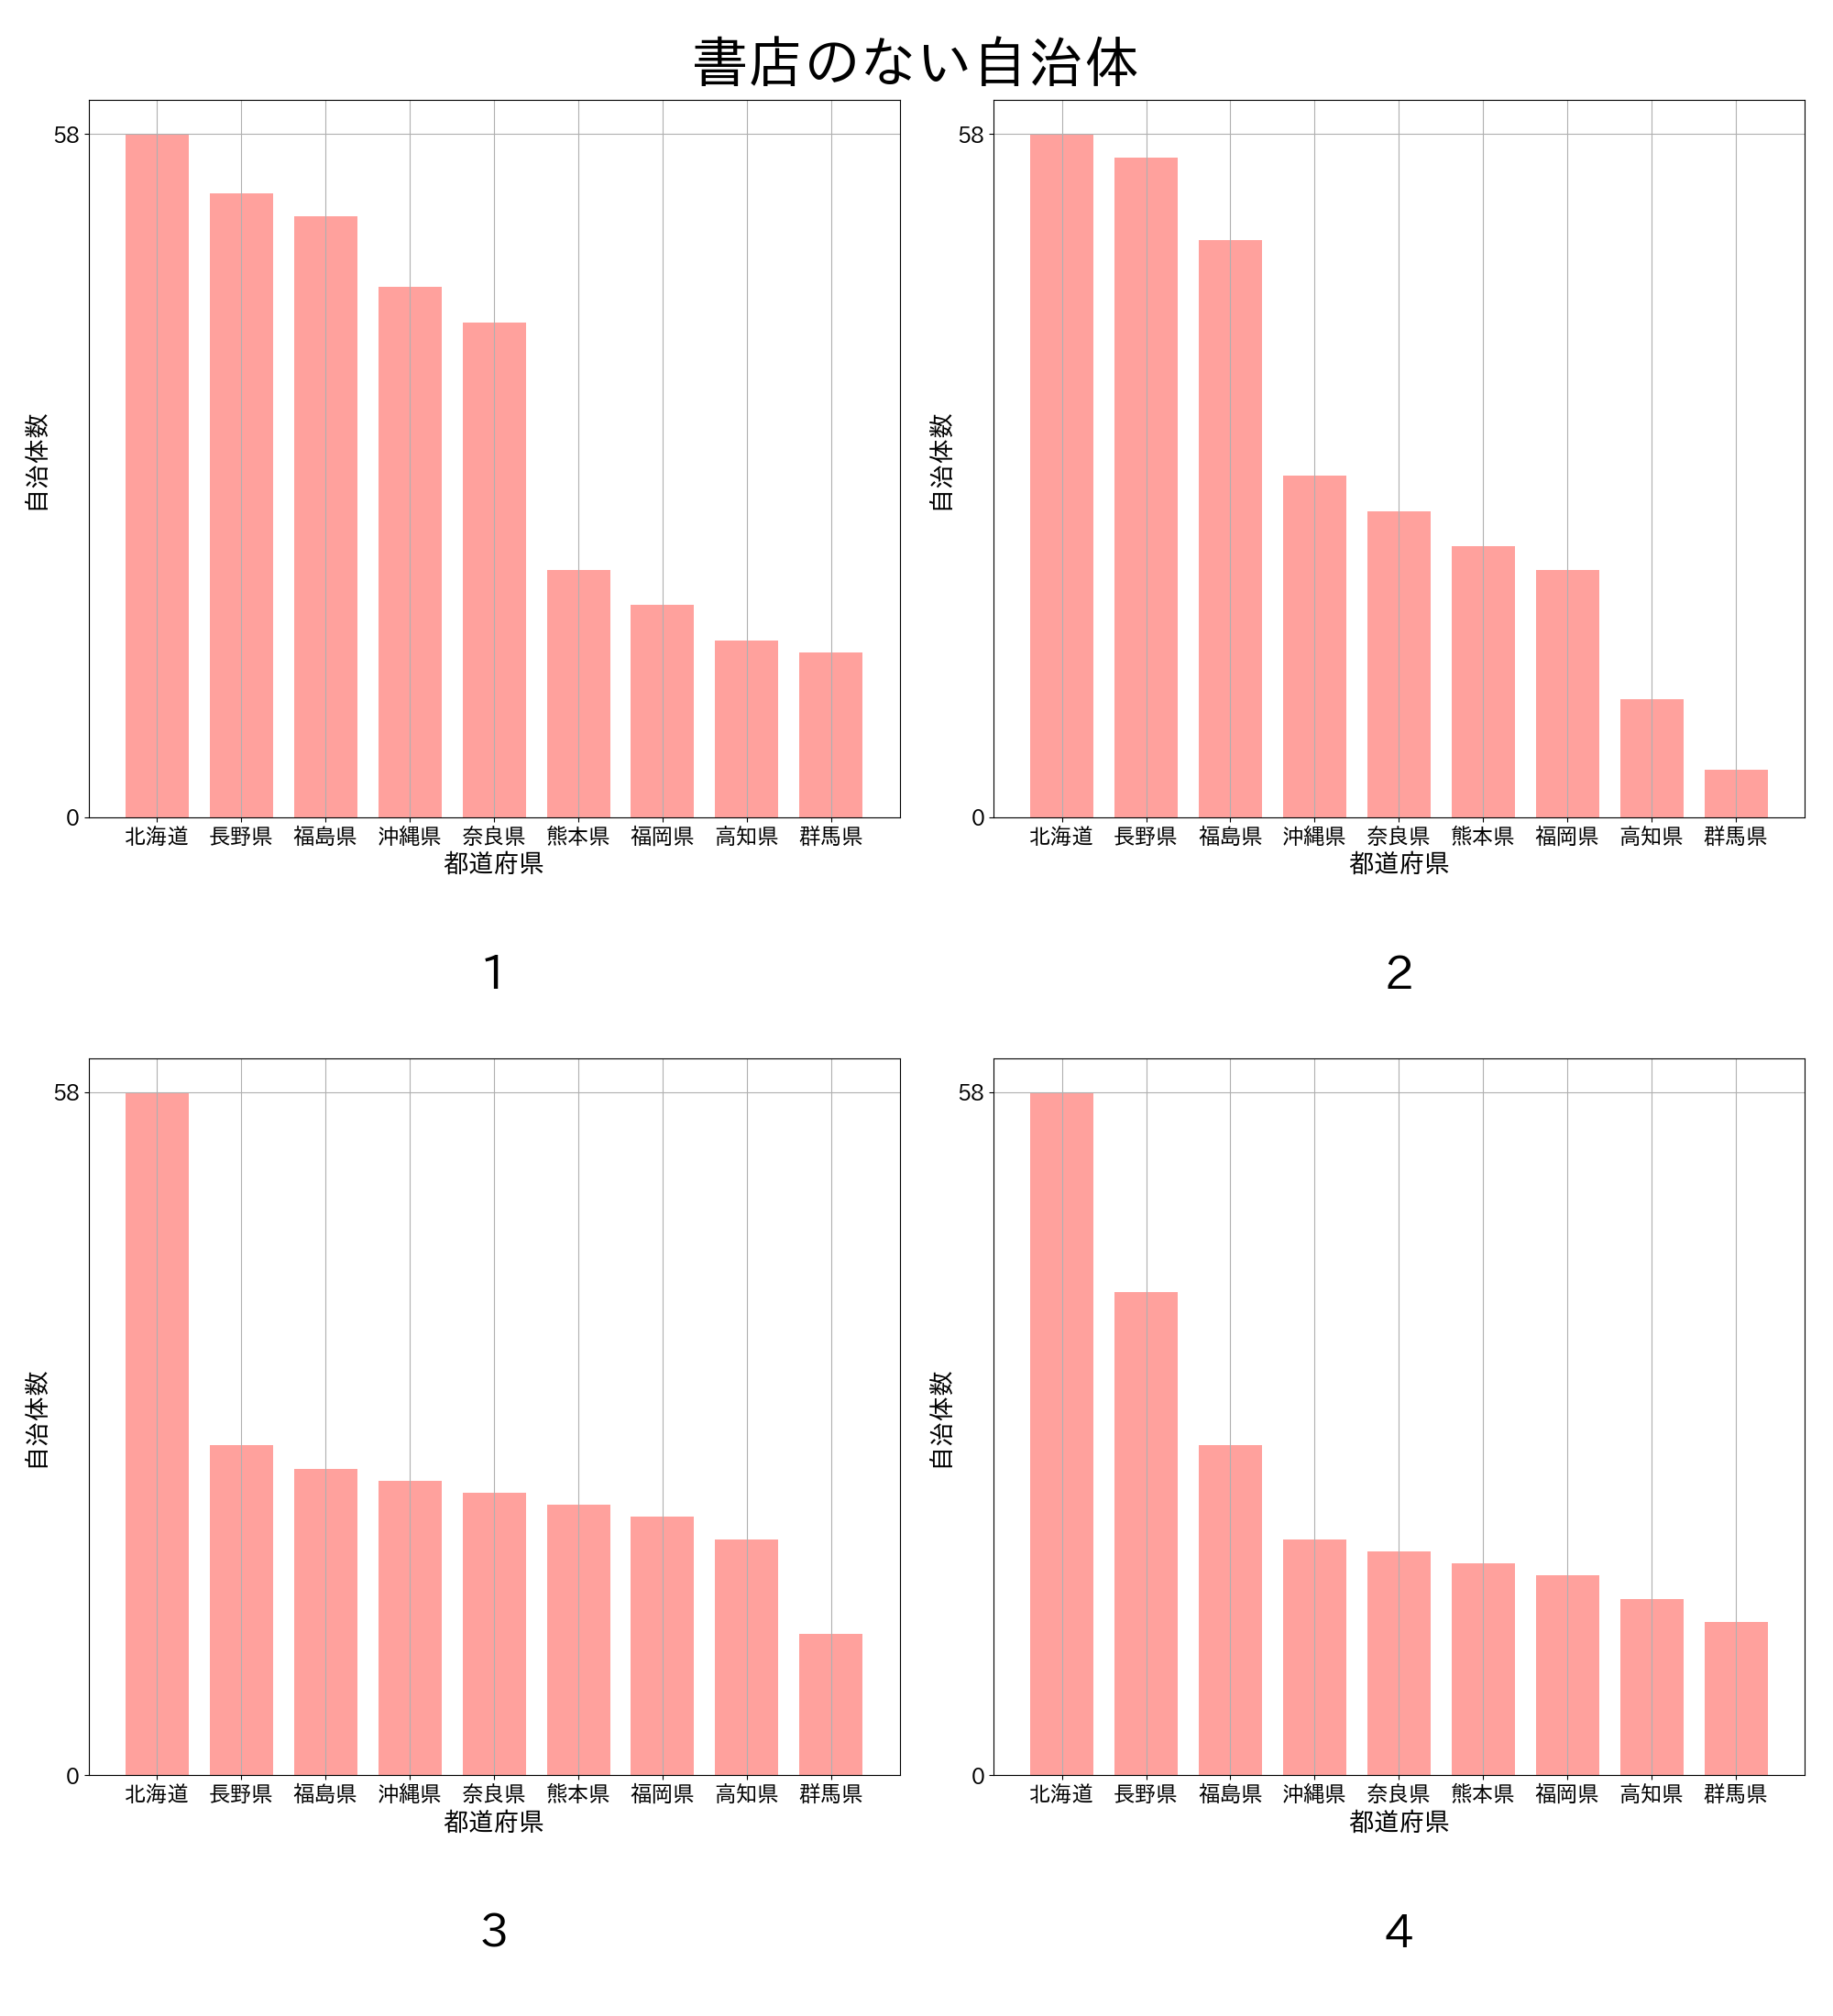 書店のない自治体
58
0
自治体数
北海道 長野県 福島県 沖縄県 奈良県 熊本県 福岡県 高知県 群馬県
都道府県
1
58
0
自治体数
北海道 長野県 福島県 沖縄県 奈良県 熊本県 福岡県 高知県 群馬県
都道府県
2
58
0
自治体数
北海道 長野県 福島県 沖縄県 奈良県 熊本県 福岡県 高知県 群馬県
都道府県
3
58
0
自治体数
北海道 長野県 福島県 沖縄県 奈良県 熊本県 福岡県 高知県 群馬県
都道府県
4